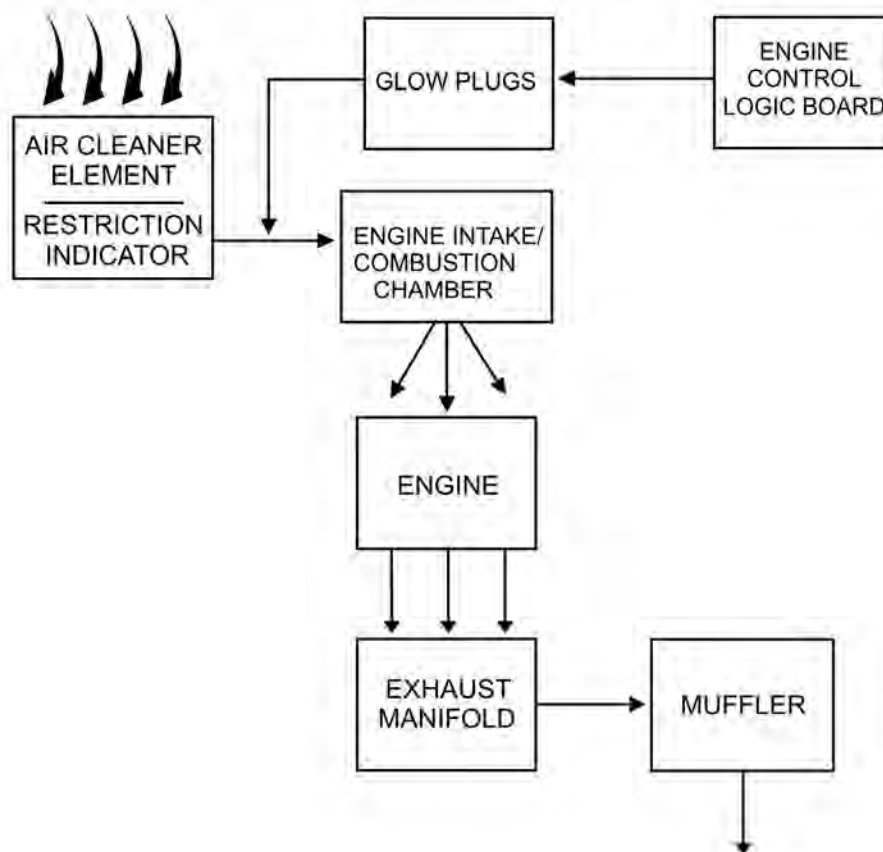 AIR CLEANER
ELEMENT
RESTRICTION
INDICATOR
GLOW PLUGS
ENGINE
CONTROL
LOGIC BOARD
ENGINE INTAKE/
COMBUSTION
CHAMBER
ENGINE
EXHAUST
MANIFOLD
MUFFLER